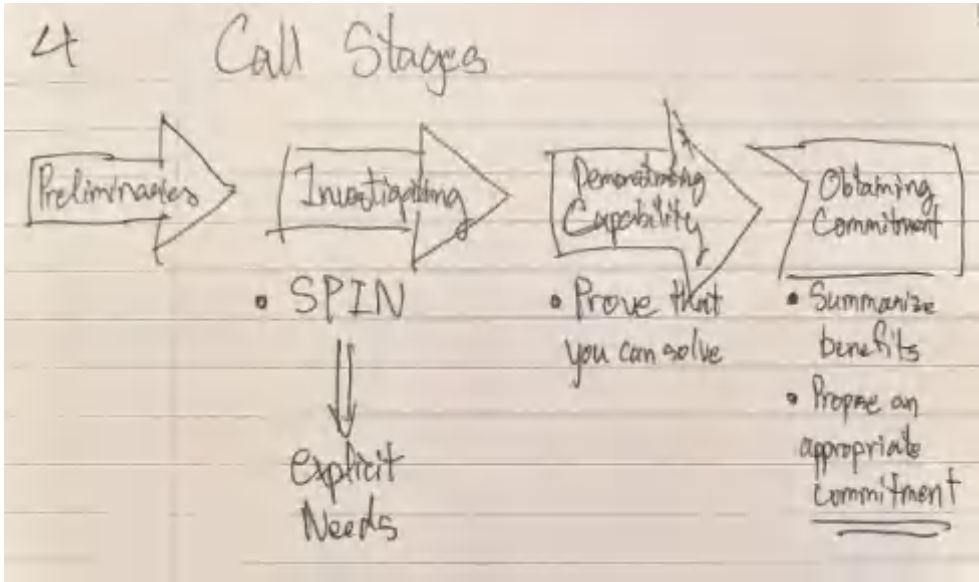 4 Call Stages
Preliminaries
Investigating
• SPIN
Explicit
Needs
Demonstrating
Capability
• Prove that
you can solve
Obtaining
Commitment
• Summarize
benefits
• Propose an
appropriate
commitment